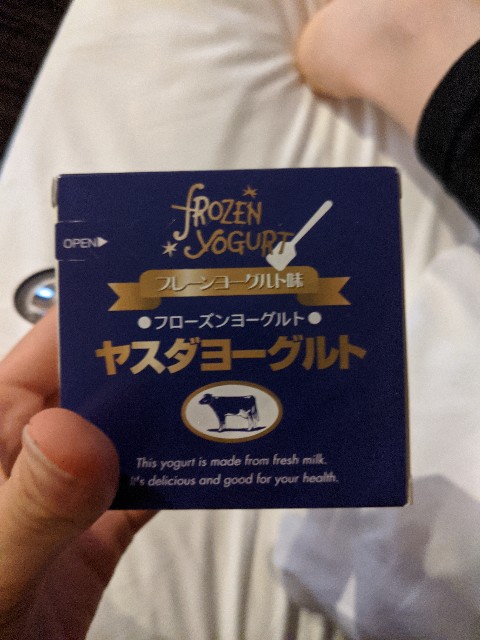 FROZEN
YOGURT
OPEN▶
プレーンヨーグルト味
●フローズンヨーグルト●
ヤスダヨーグルト
This yogurt is made from fresh milk.
It's delicious and good for your health.